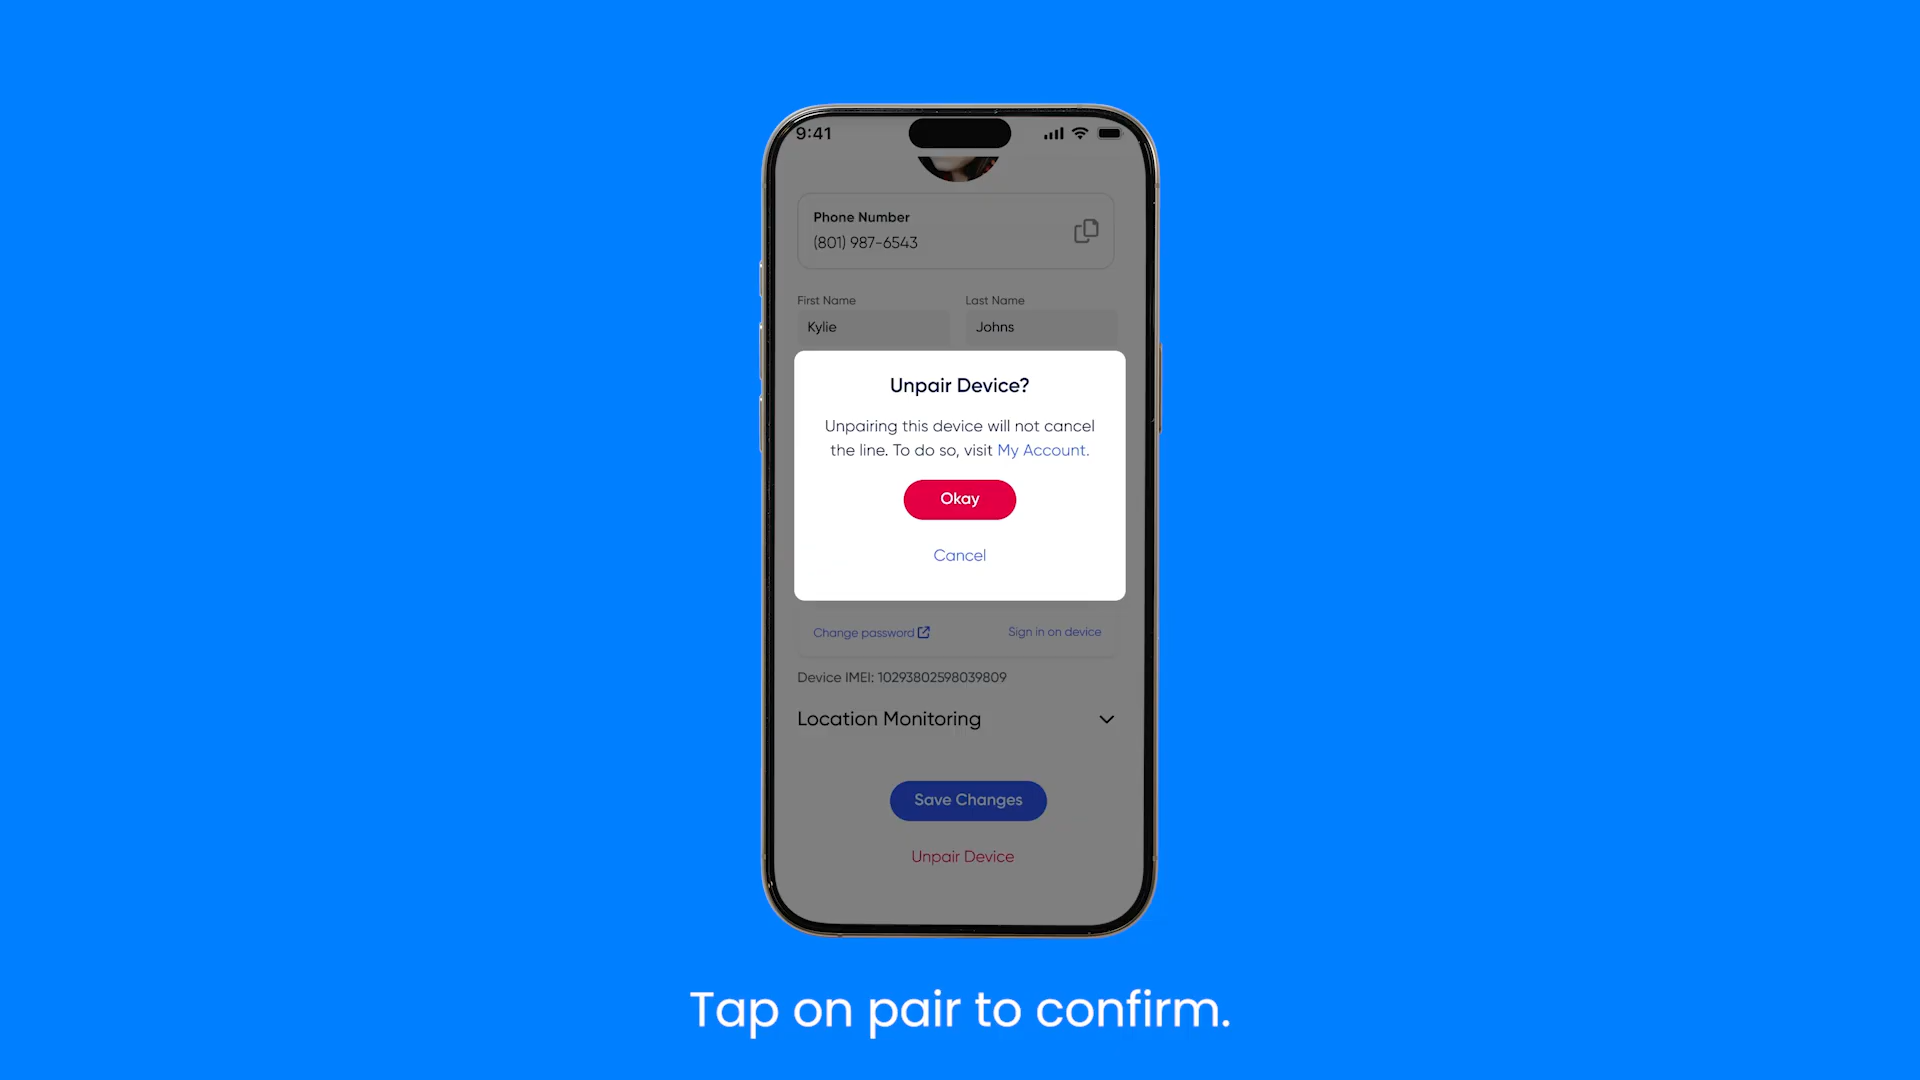 9:41
Phone Number
(801) 987-6543
First Name Last Name
Kylie Johns
Unpair Device?
Unpairing this device will not cancel
the line. To do so, visit My Account.
Okay
Cancel
Change password Sign in on device
Device IMEI: 10293802598039809
Location Monitoring
Save Changes
Unpair Device
Tap on pair to confirm.